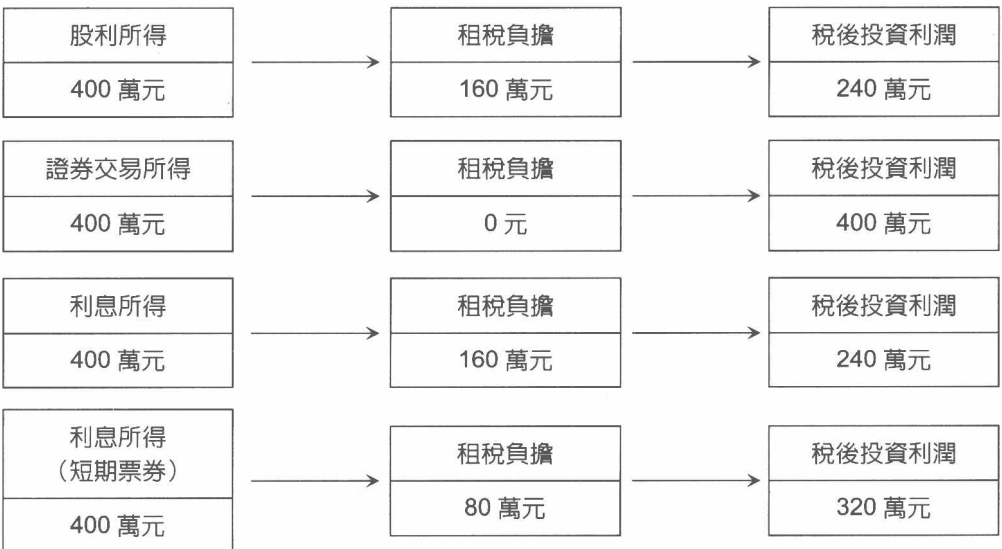 股利所得 租稅負擔 稅後投資利潤
400 萬元 160 萬元 240 萬元
證券交易所得 租稅負擔 稅後投資利潤
400 萬元 0 元 400 萬元
利息所得 租稅負擔 稅後投資利潤
400 萬元 160 萬元 240 萬元
利息所得
（短期票券） 租稅負擔 稅後投資利潤
400 萬元 80 萬元 320 萬元